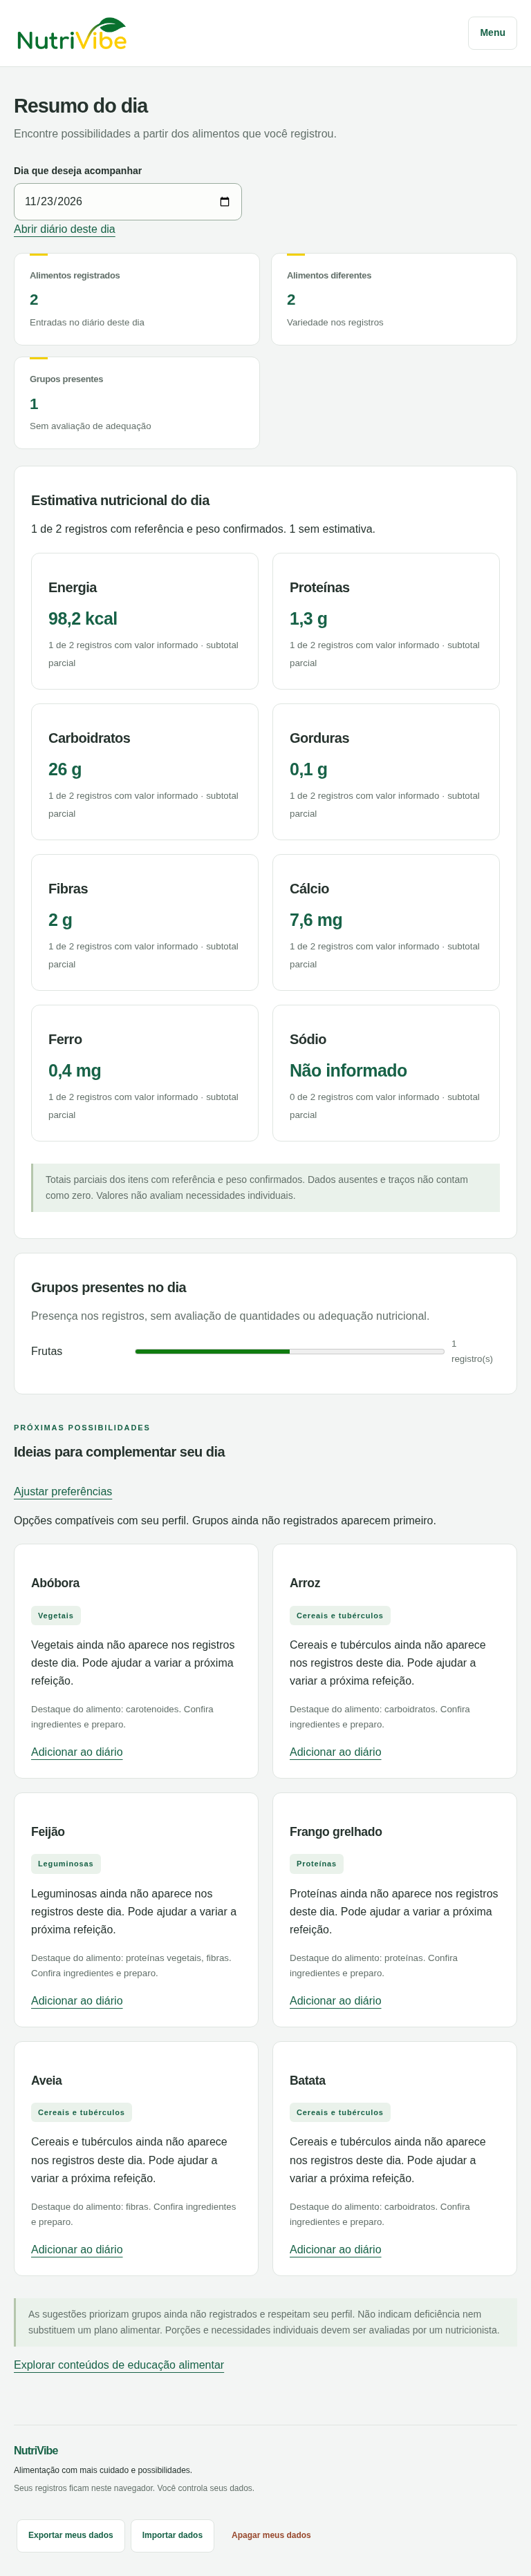 NutriVibe
Menu
Resumo do dia
Encontre possibilidades a partir dos alimentos que você registrou.
Dia que deseja acompanhar
11/23/2026
Abrir diário deste dia
Alimentos registrados
2
Entradas no diário deste dia
Alimentos diferentes
2
Variedade nos registros
Grupos presentes
1
Sem avaliação de adequação
Estimativa nutricional do dia
1 de 2 registros com referência e peso confirmados. 1 sem estimativa.
Energia
98,2 kcal
1 de 2 registros com valor informado · subtotal
parcial
Proteínas
1,3 g
1 de 2 registros com valor informado · subtotal
parcial
Carboidratos
26 g
1 de 2 registros com valor informado · subtotal
parcial
Gorduras
0,1 g
1 de 2 registros com valor informado · subtotal
parcial
Fibras
2 g
1 de 2 registros com valor informado · subtotal
parcial
Cálcio
7,6 mg
1 de 2 registros com valor informado · subtotal
parcial
Ferro
0,4 mg
1 de 2 registros com valor informado · subtotal
parcial
Sódio
Não informado
0 de 2 registros com valor informado · subtotal
parcial
Totais parciais dos itens com referência e peso confirmados. Dados ausentes e traços não contam
como zero. Valores não avaliam necessidades individuais.
Grupos presentes no dia
Presença nos registros, sem avaliação de quantidades ou adequação nutricional.
Frutas
1
registro(s)
PRÓXIMAS POSSIBILIDADES
Ideias para complementar seu dia
Ajustar preferências
Opções compatíveis com seu perfil. Grupos ainda não registrados aparecem primeiro.
Abóbora
Vegetais
Vegetais ainda não aparece nos registros
deste dia. Pode ajudar a variar a próxima
refeição.
Destaque do alimento: carotenoides. Confira
ingredientes e preparo.
Adicionar ao diário
Arroz
Cereais e tubérculos
Cereais e tubérculos ainda não aparece
nos registros deste dia. Pode ajudar a
variar a próxima refeição.
Destaque do alimento: carboidratos. Confira
ingredientes e preparo.
Adicionar ao diário
Feijão
Leguminosas
Leguminosas ainda não aparece nos
registros deste dia. Pode ajudar a variar a
próxima refeição.
Destaque do alimento: proteínas vegetais, fibras.
Confira ingredientes e preparo.
Adicionar ao diário
Frango grelhado
Proteínas
Proteínas ainda não aparece nos registros
deste dia. Pode ajudar a variar a próxima
refeição.
Destaque do alimento: proteínas. Confira
ingredientes e preparo.
Adicionar ao diário
Aveia
Cereais e tubérculos
Cereais e tubérculos ainda não aparece
nos registros deste dia. Pode ajudar a
variar a próxima refeição.
Destaque do alimento: fibras. Confira ingredientes
e preparo.
Adicionar ao diário
Batata
Cereais e tubérculos
Cereais e tubérculos ainda não aparece
nos registros deste dia. Pode ajudar a
variar a próxima refeição.
Destaque do alimento: carboidratos. Confira
ingredientes e preparo.
Adicionar ao diário
As sugestões priorizam grupos ainda não registrados e respeitam seu perfil. Não indicam deficiência nem
substituem um plano alimentar. Porções e necessidades individuais devem ser avaliadas por um nutricionista.
Explorar conteúdos de educação alimentar
NutriVibe
Alimentação com mais cuidado e possibilidades.
Seus registros ficam neste navegador. Você controla seus dados.
Exportar meus dados
Importar dados
Apagar meus dados